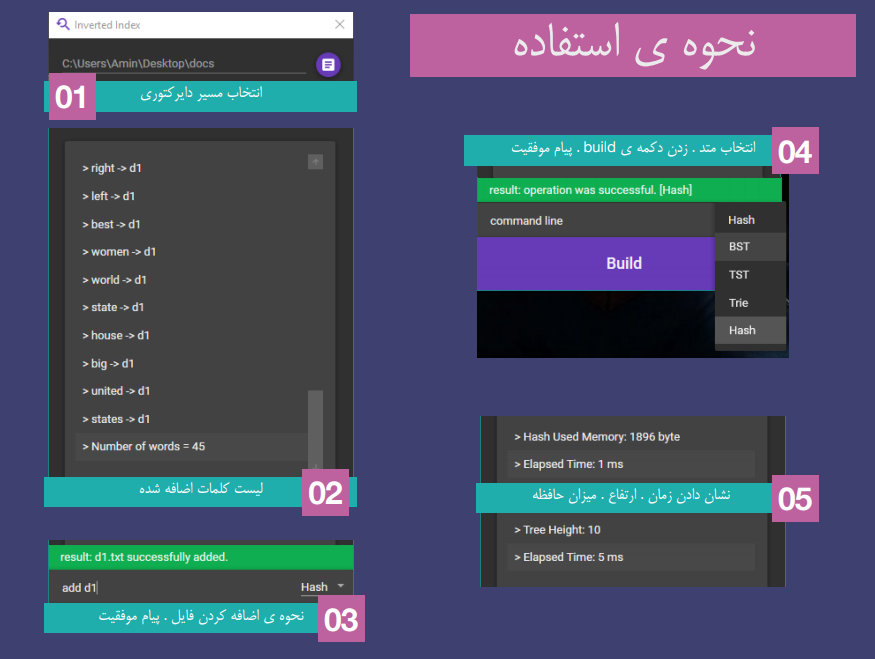 نحوه ی استفاده
Inverted Index
C:\Users\Amin\Desktop\docs
01
انتخاب مسیر دایرکتوری
> right -> d1
> left -> d1
> best -> d1
> women -> d1
> world -> d1
> state -> d1
> house -> d1
> big -> d1
> united -> d1
> states -> d1
> Number of words = 45
02
لیست کلمات اضافه شده
result: d1.txt successfully added.
add d1
Hash
03
نحوه ی اضافه کردن فایل . پیام موفقیت
04
انتخاب متد . زدن دکمه ی build . پیام موفقیت
result: operation was successful. [Hash]
command line
Build
Hash
BST
TST
Trie
Hash
> Hash Used Memory: 1896 byte
> Elapsed Time: 1 ms
05
نشان دادن زمان . ارتفاع . میزان حافظه
> Tree Height: 10
> Elapsed Time: 5 ms